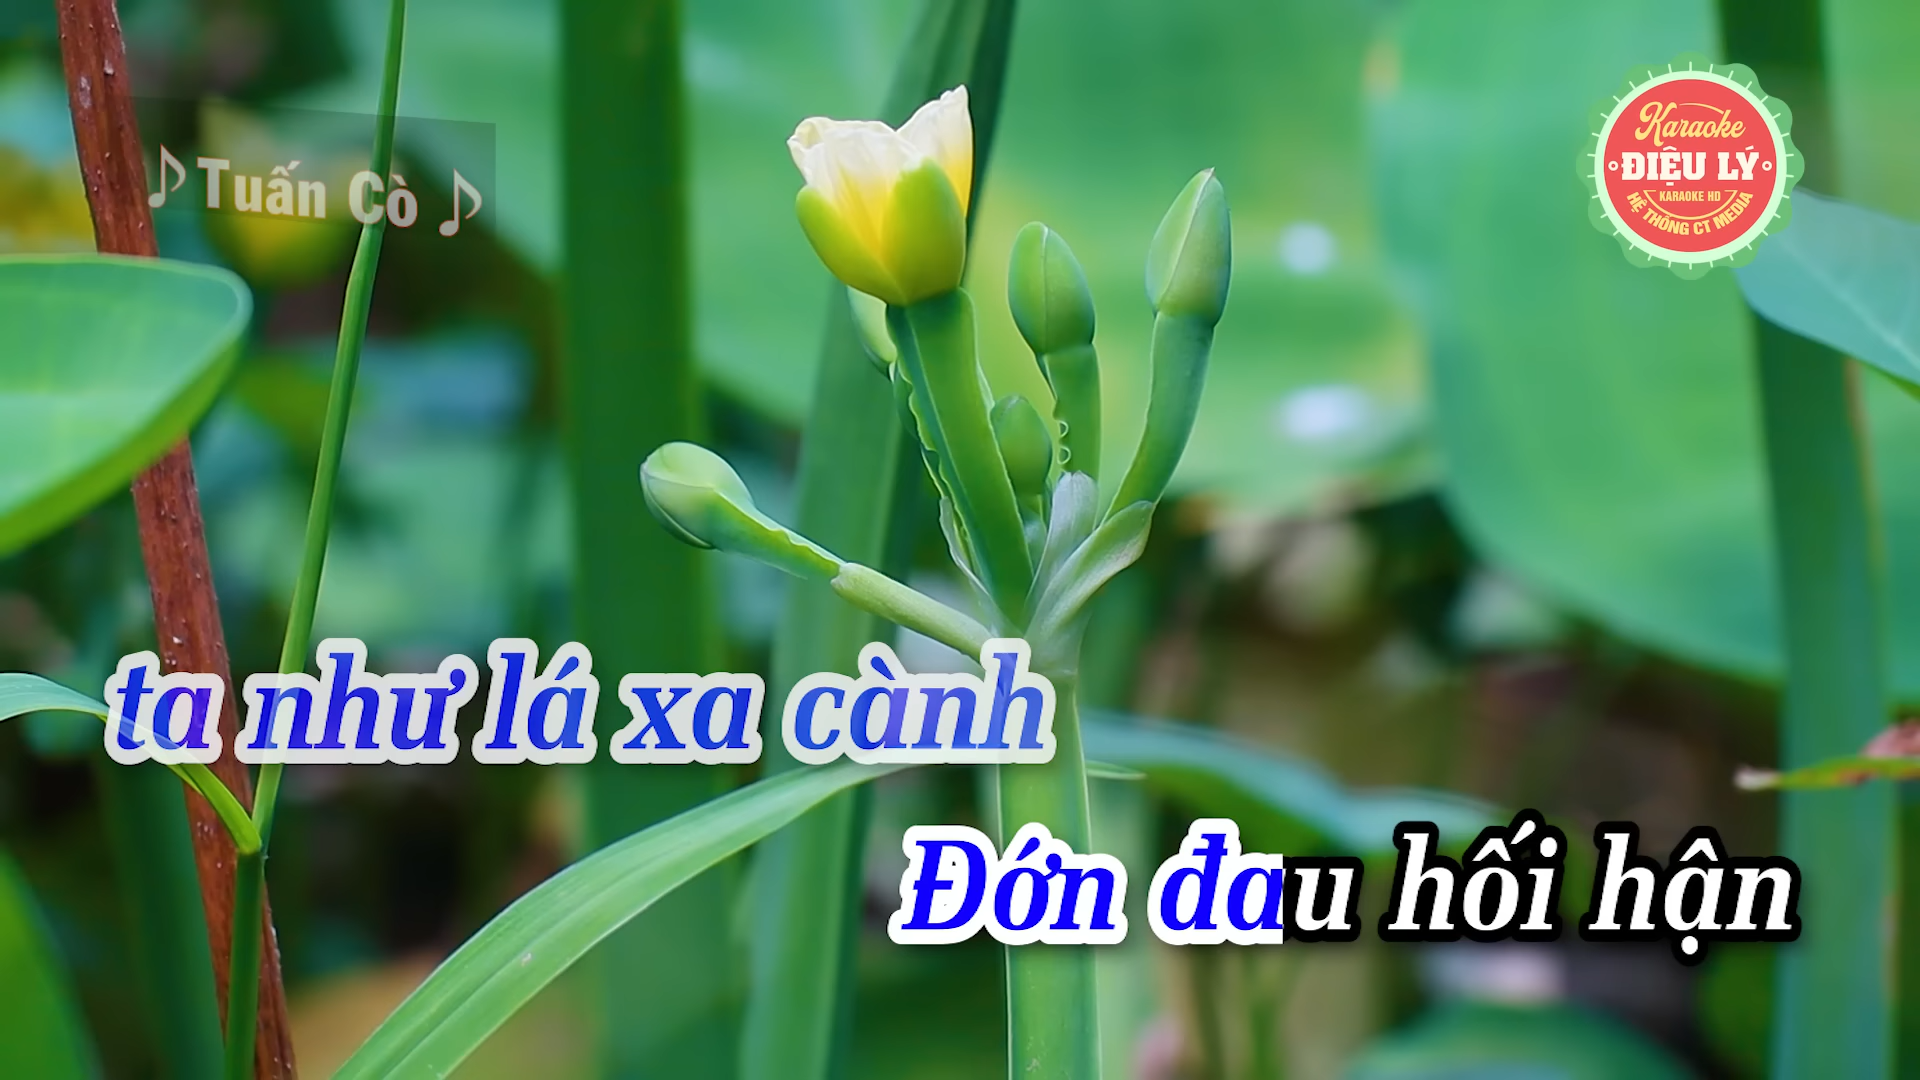 ♪ Tuấn Cò ♪
Karaoke
ĐIỆU LÝ
KARAOKE HD
HỆ THỐNG CT MEDIA
ta như lá xa cành
Đớn đau hối hận